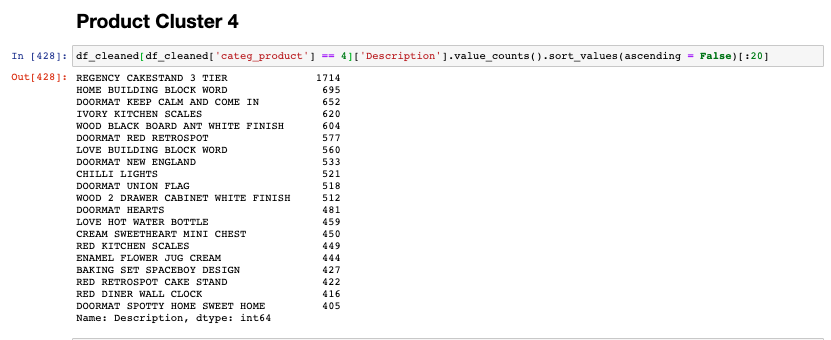 Product Cluster 4
In [428]: df_cleaned[df_cleaned['categ_product'] == 4]['Description'].value_counts().sort_values(ascending = False)[:20]
Out[428]: REGENCY CAKESTAND 3 TIER 1714
HOME BUILDING BLOCK WORD 695
DOORMAT KEEP CALM AND COME IN 652
IVORY KITCHEN SCALES 620
WOOD BLACK BOARD ANT WHITE FINISH 604
DOORMAT RED RETROSPOT 577
LOVE BUILDING BLOCK WORD 560
DOORMAT NEW ENGLAND 533
CHILLI LIGHTS 521
DOORMAT UNION FLAG 518
WOOD 2 DRAWER CABINET WHITE FINISH 512
DOORMAT HEARTS 481
LOVE HOT WATER BOTTLE 459
CREAM SWEETHEART MINI CHEST 450
RED KITCHEN SCALES 449
ENAMEL FLOWER JUG CREAM 444
BAKING SET SPACEBOY DESIGN 427
RED RETROSPOT CAKE STAND 422
RED DINER WALL CLOCK 416
DOORMAT SPOTTY HOME SWEET HOME 405
Name: Description, dtype: int64